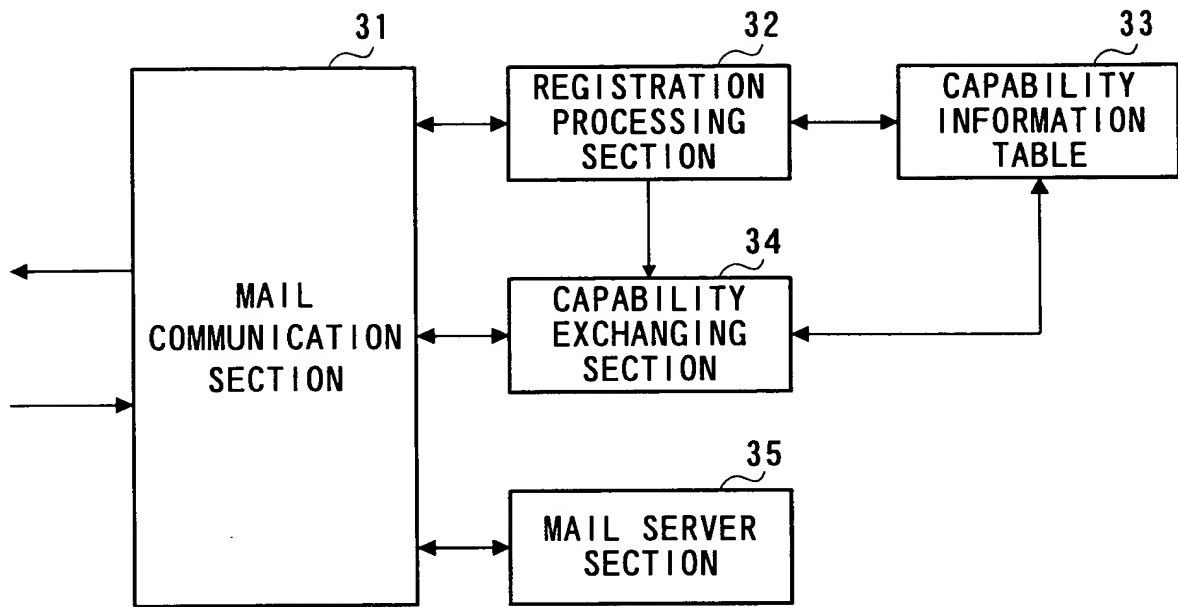 31
MAIL
COMMUNICATION
SECTION
32
REGISTRATION
PROCESSING
SECTION
33
CAPABILITY
INFORMATION
TABLE
34
CAPABILITY
EXCHANGING
SECTION
35
MAIL SERVER
SECTION